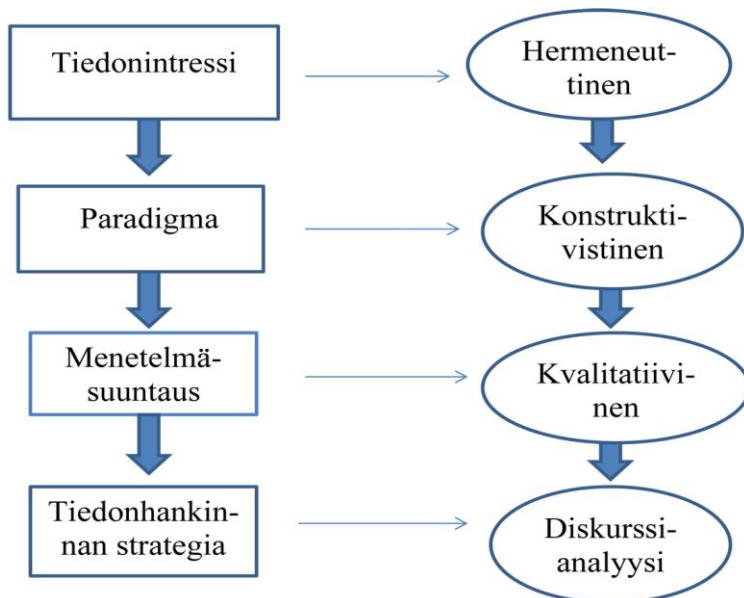 Tiedonintressi
Hermeneut-
tinen
Paradigma
Konstrukti-
vistinen
Menetelmä-
suuntaus
Kvalitatiivi-
nen
Tiedonhankin-
nan strategia
Diskurssi-
analyysi